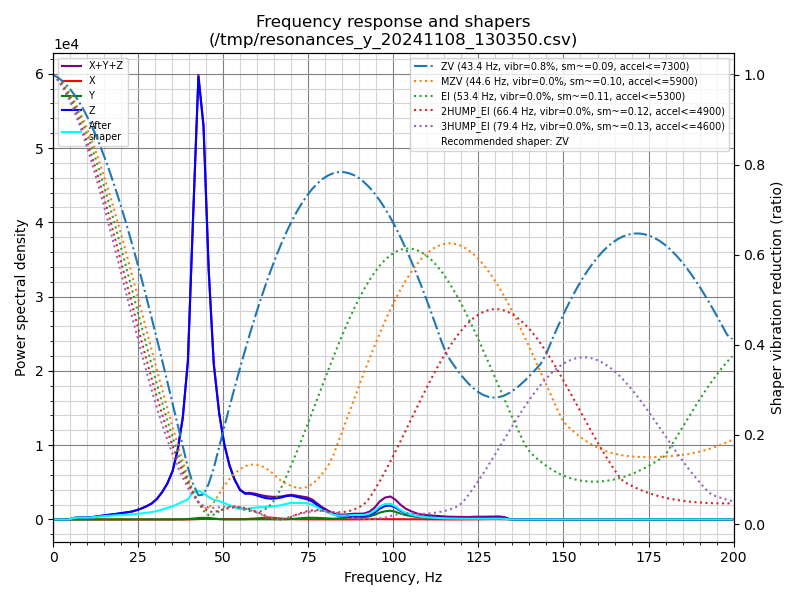 Frequency response and shapers
(/tmp/resonances_y_20241108_130350.csv)
1e4
X+Y+Z
X
Y
Z
After
shaper
ZV (43.4 Hz, vibr=0.8%, sm~=0.09, accel<=7300)
MZV (44.6 Hz, vibr=0.0%, sm~=0.10, accel<=5900)
EI (53.4 Hz, vibr=0.0%, sm~=0.11, accel<=5300)
2HUMP_EI (66.4 Hz, vibr=0.0%, sm~=0.12, accel<=4900)
3HUMP_EI (79.4 Hz, vibr=0.0%, sm~=0.13, accel<=4600)
Recommended shaper: ZV
Power spectral density
6
5
4
3
2
1
0
1.0
0.8
0.6
0.4
0.2
0.0
Shaper vibration reduction (ratio)
0 25 50 75 100 125 150 175 200
Frequency, Hz